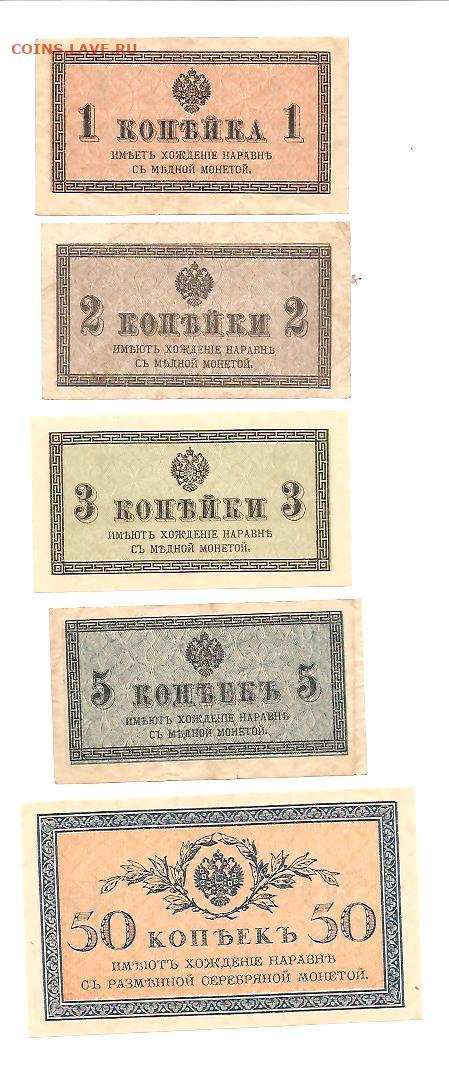 COINS.LAVE.RU
1 КОПѢЙКА 1
ИМѢЕТЪ ХОЖДЕНІЕ НАРАВНѢ
СЪ МѢДНОЙ МОНЕТОЙ.
2 КОПѢЙКИ 2
ИМѢЮТЪ ХОЖДЕНІЕ НАРАВНѢ
СЪ МѢДНОЙ МОНЕТОЙ.
3 КОПѢЙКИ 3
ИМѢЮТЪ ХОЖДЕНІЕ НАРАВНѢ
СЪ МѢДНОЙ МОНЕТОЙ.
5 КОПѢЕКЪ 5
ИМѢЮТЪ ХОЖДЕНІЕ НАРАВНѢ
СЪ МѢДНОЙ МОНЕТОЙ.
50 КОПѢЕКЪ 50
ИМѢЮТЪ ХОЖДЕНІЕ НАРАВНѢ
СЪ РАЗМѢННОЙ СЕРЕБРЯНОЙ МОНЕТОЙ.